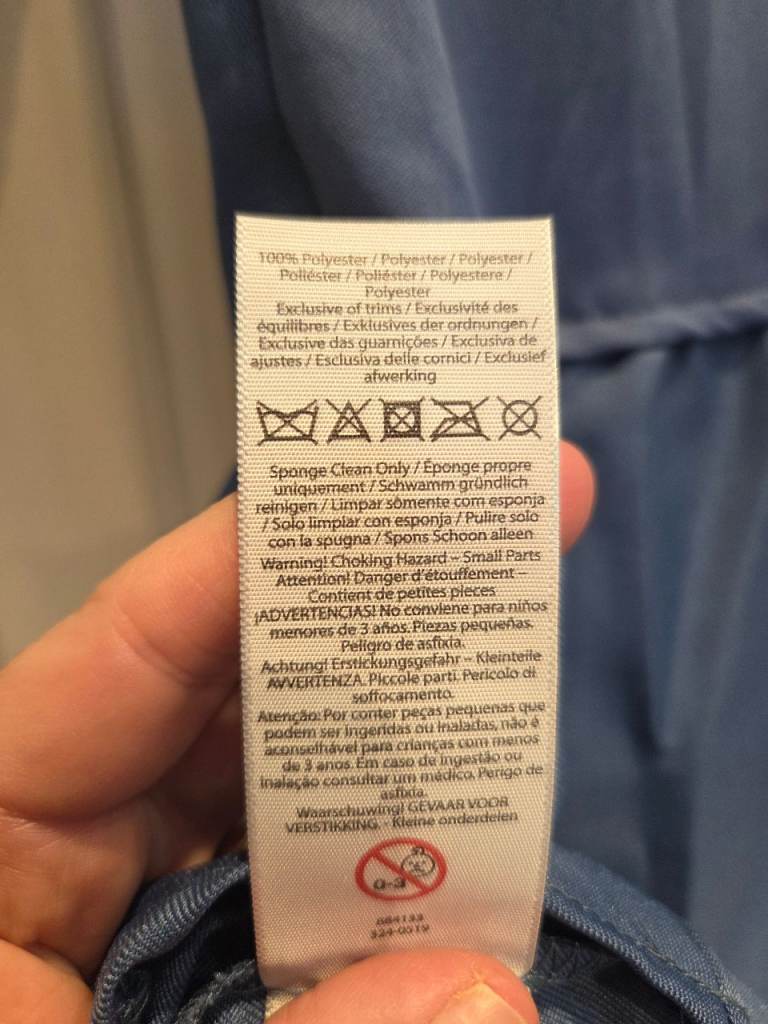 100% Polyester / Polyester / Polyester /
Poliéster / Poliéster / Polyestere /
Polyester
Exclusive of trims / Exclusivité des
équilibres / Exklusives der ordnungen /
Exclusive das guarnições / Exclusiva de
ajustes / Esclusiva delle cornici / Exclusief
afwerking
Sponge Clean Only / Éponge propre
uniquement / Schwamm gründlich
reinigen / Limpar sômente com esponja
/ Solo limpiar con esponja / Pulire solo
con la spugna / Spons Schoon alleen
Warning! Choking Hazard – Small Parts
Attention! Danger d'étouffement –
Contient de petites pieces
¡ADVERTENCIAS! No conviene para niños
menores de 3 años. Piezas pequeñas.
Peligro de asfixia.
Achtung! Erstickungsgefahr – Kleinteile
AVVERTENZA. Piccole parti. Pericolo di
soffocamento.
Atenção: Por conter peças pequenas que
podem ser ingeridas ou inaladas, não é
aconselhável para crianças com menos
de 3 anos. Em caso de ingestão ou
inalação consultar um médico. Perigo de
asfixia.
Waarschuwing! GEVAAR VOOR
VERSTIKKING. - Kleine onderdelen
0-3
884133
324-0519